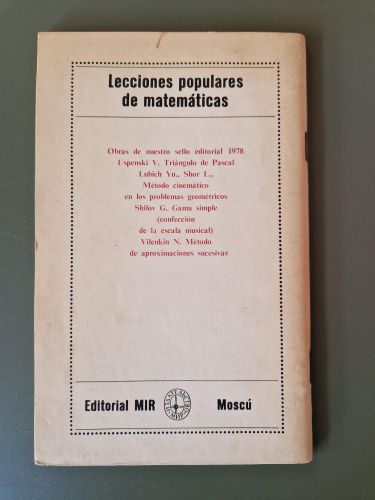 Lecciones populares
de matemáticas
Obras de nuestro sello editorial 1978
Uspenski V. Triángulo de Pascal
Lubich Yu., Shor L.,
Método cinemático
en los problemas geométricos
Shilov G. Gama simple
(confección
de la escala musical)
Vilenkin N. Método
de aproximaciones sucesivas
Editorial MIR Moscú